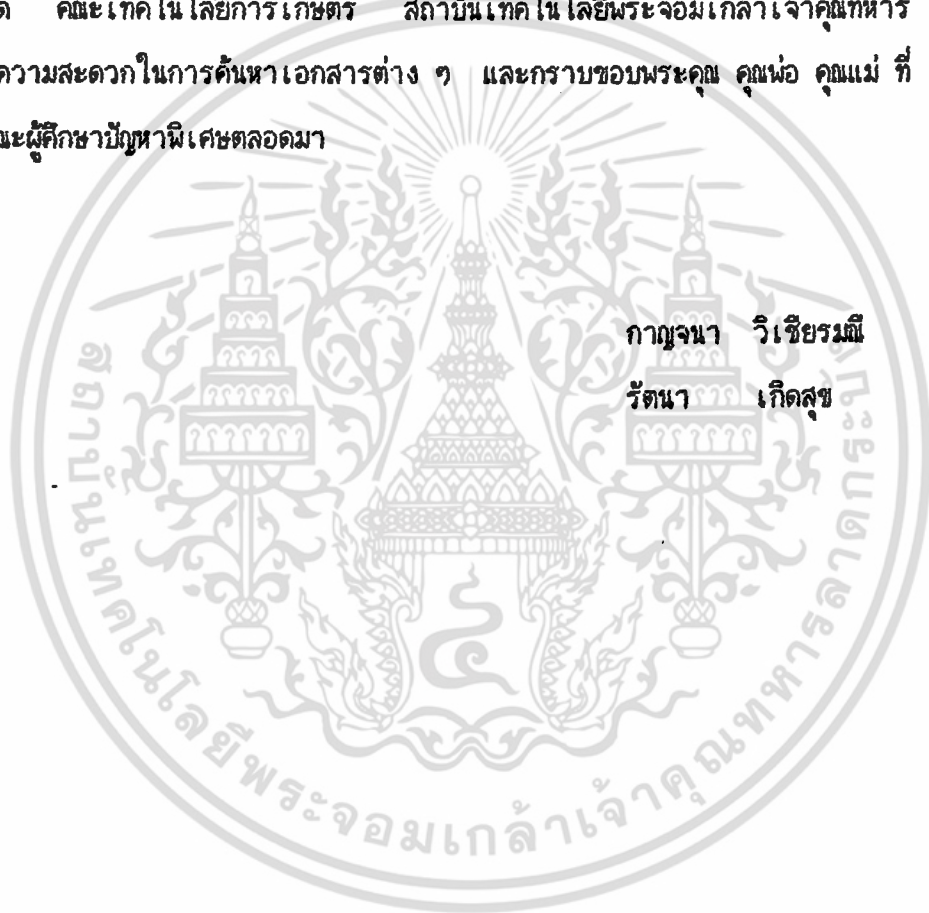 คณะเทคโนโลยีการเกษตร สถาบันเทคโนโลยีพระจอมเกล้าเจ้าคุณทหาร
ความสะดวกในการค้นหาเอกสารต่าง ๆ และกราบขอบพระคุณ คุณพ่อ คุณแม่ ที่
ณะผู้ศึกษาปัญหาพิเศษตลอดมา
กาญจนา วิเชียรมณี
รัตนา เกิดสุข
สถาบันเทคโนโลยีพระจอมเกล้าเจ้าคุณทหารลาดกระบัง
๔